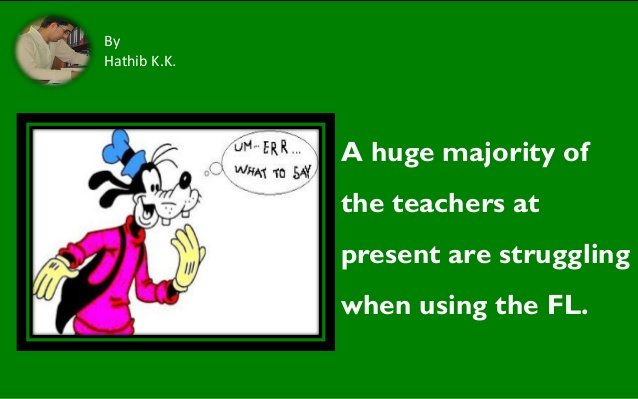 By
Hathib K.K.
UM-- ERR...
WHAT TO SAY
A huge majority of
the teachers at
present are struggling
when using the FL.